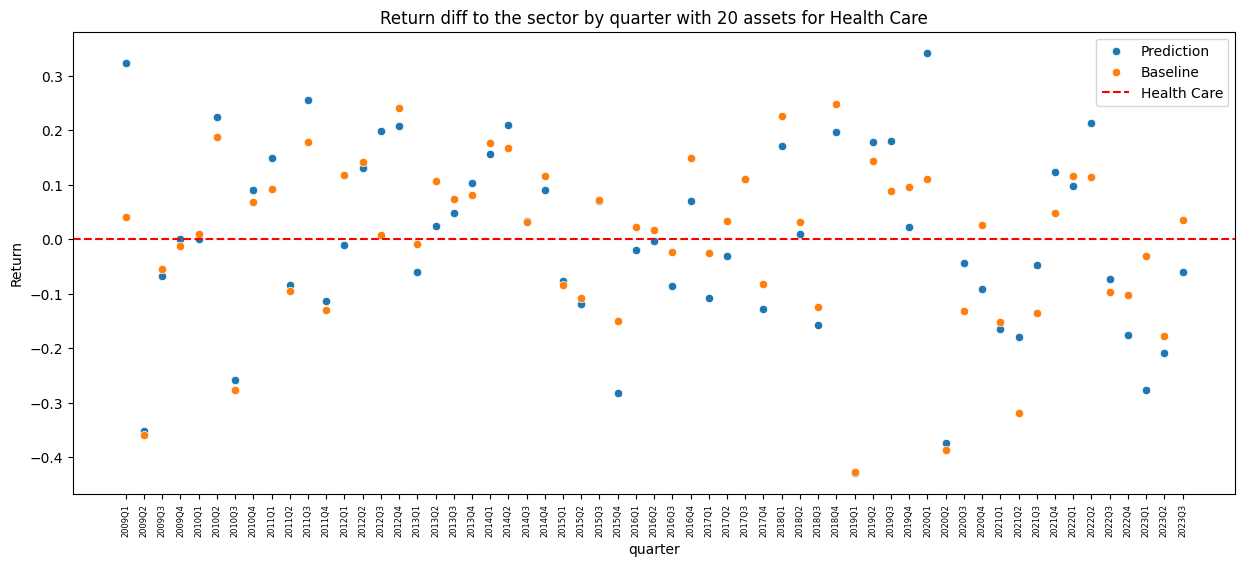 Return diff to the sector by quarter with 20 assets for Health Care
Prediction
Baseline
Health Care
Return
0.3
0.2
0.1
0.0
−0.1
−0.2
−0.3
−0.4
2009Q1
2009Q2
2009Q3
2009Q4
2010Q1
2010Q2
2010Q3
2010Q4
2011Q1
2011Q2
2011Q3
2011Q4
2012Q1
2012Q2
2012Q3
2012Q4
2013Q1
2013Q2
2013Q3
2013Q4
2014Q1
2014Q2
2014Q3
2014Q4
2015Q1
2015Q2
2015Q3
2015Q4
2016Q1
2016Q2
2016Q3
2016Q4
2017Q1
2017Q2
2017Q3
2017Q4
2018Q1
2018Q2
2018Q3
2018Q4
2019Q1
2019Q2
2019Q3
2019Q4
2020Q1
2020Q2
2020Q3
2020Q4
2021Q1
2021Q2
2021Q3
2021Q4
2022Q1
2022Q2
2022Q3
2022Q4
2023Q1
2023Q2
2023Q3
quarter